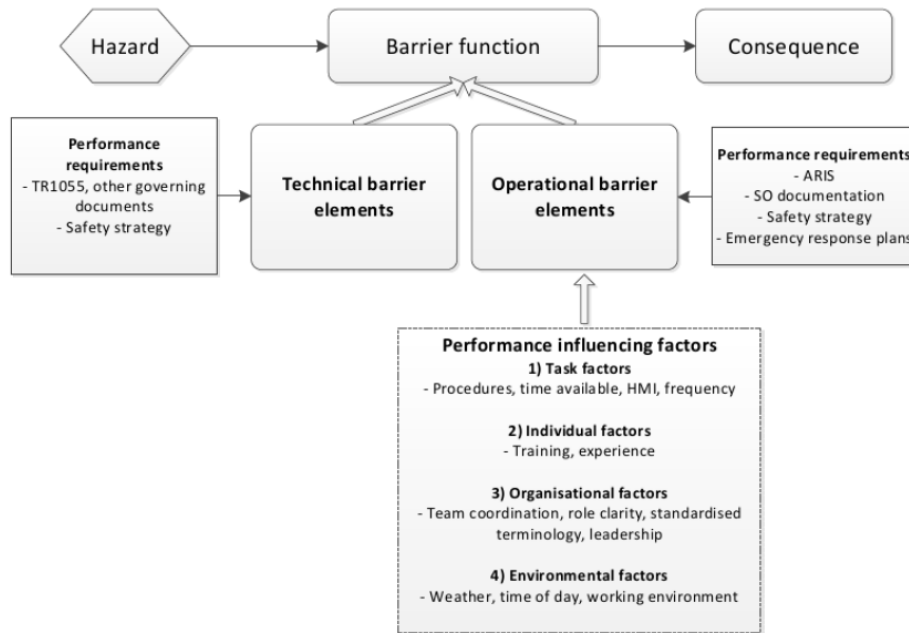 Hazard
Barrier function
Consequence
Performance
requirements
- TR1055, other governing
documents
- Safety strategy
Technical barrier
elements
Operational barrier
elements
Performance requirements
- ARIS
- SO documentation
- Safety strategy
- Emergency response plans
Performance influencing factors
1) Task factors
- Procedures, time available, HMI, frequency
2) Individual factors
- Training, experience
3) Organisational factors
- Team coordination, role clarity, standardised
terminology, leadership
4) Environmental factors
- Weather, time of day, working environment